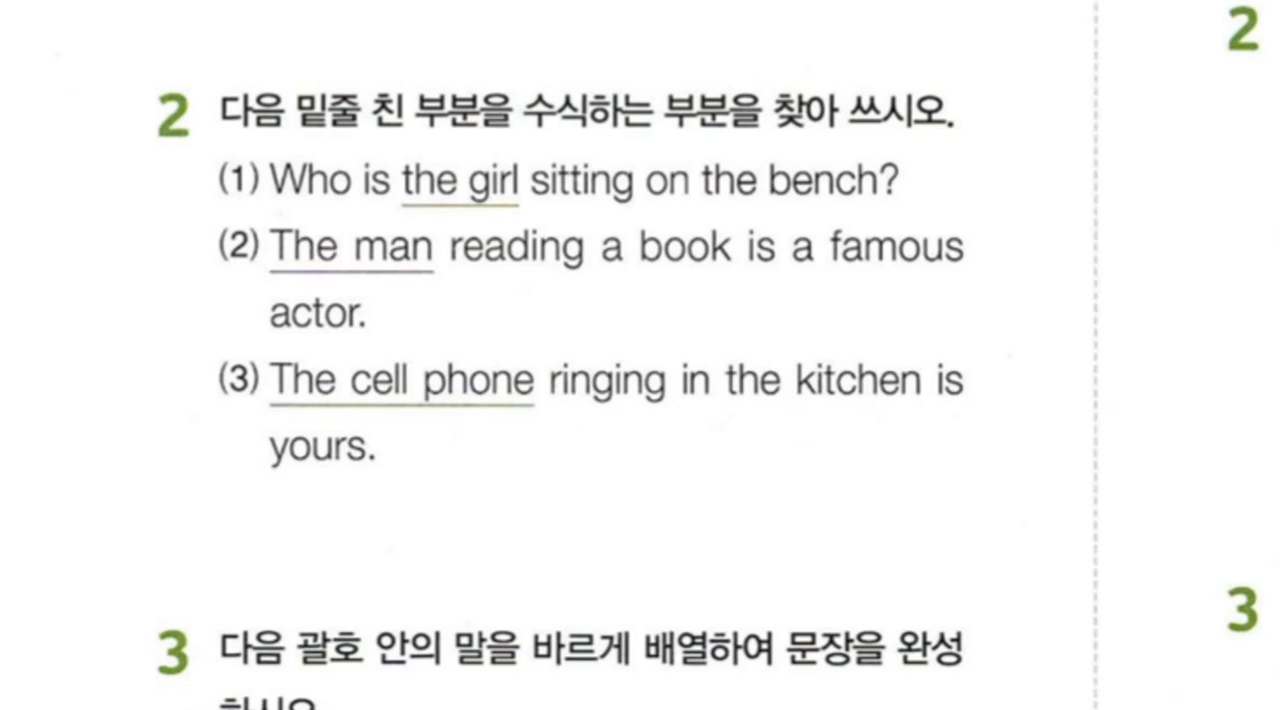 2
2 다음 밑줄 친 부분을 수식하는 부분을 찾아 쓰시오.
(1) Who is the girl sitting on the bench?
(2) The man reading a book is a famous
actor.
(3) The cell phone ringing in the kitchen is
yours.
3 다음 괄호 안의 말을 바르게 배열하여 문장을 완성
3